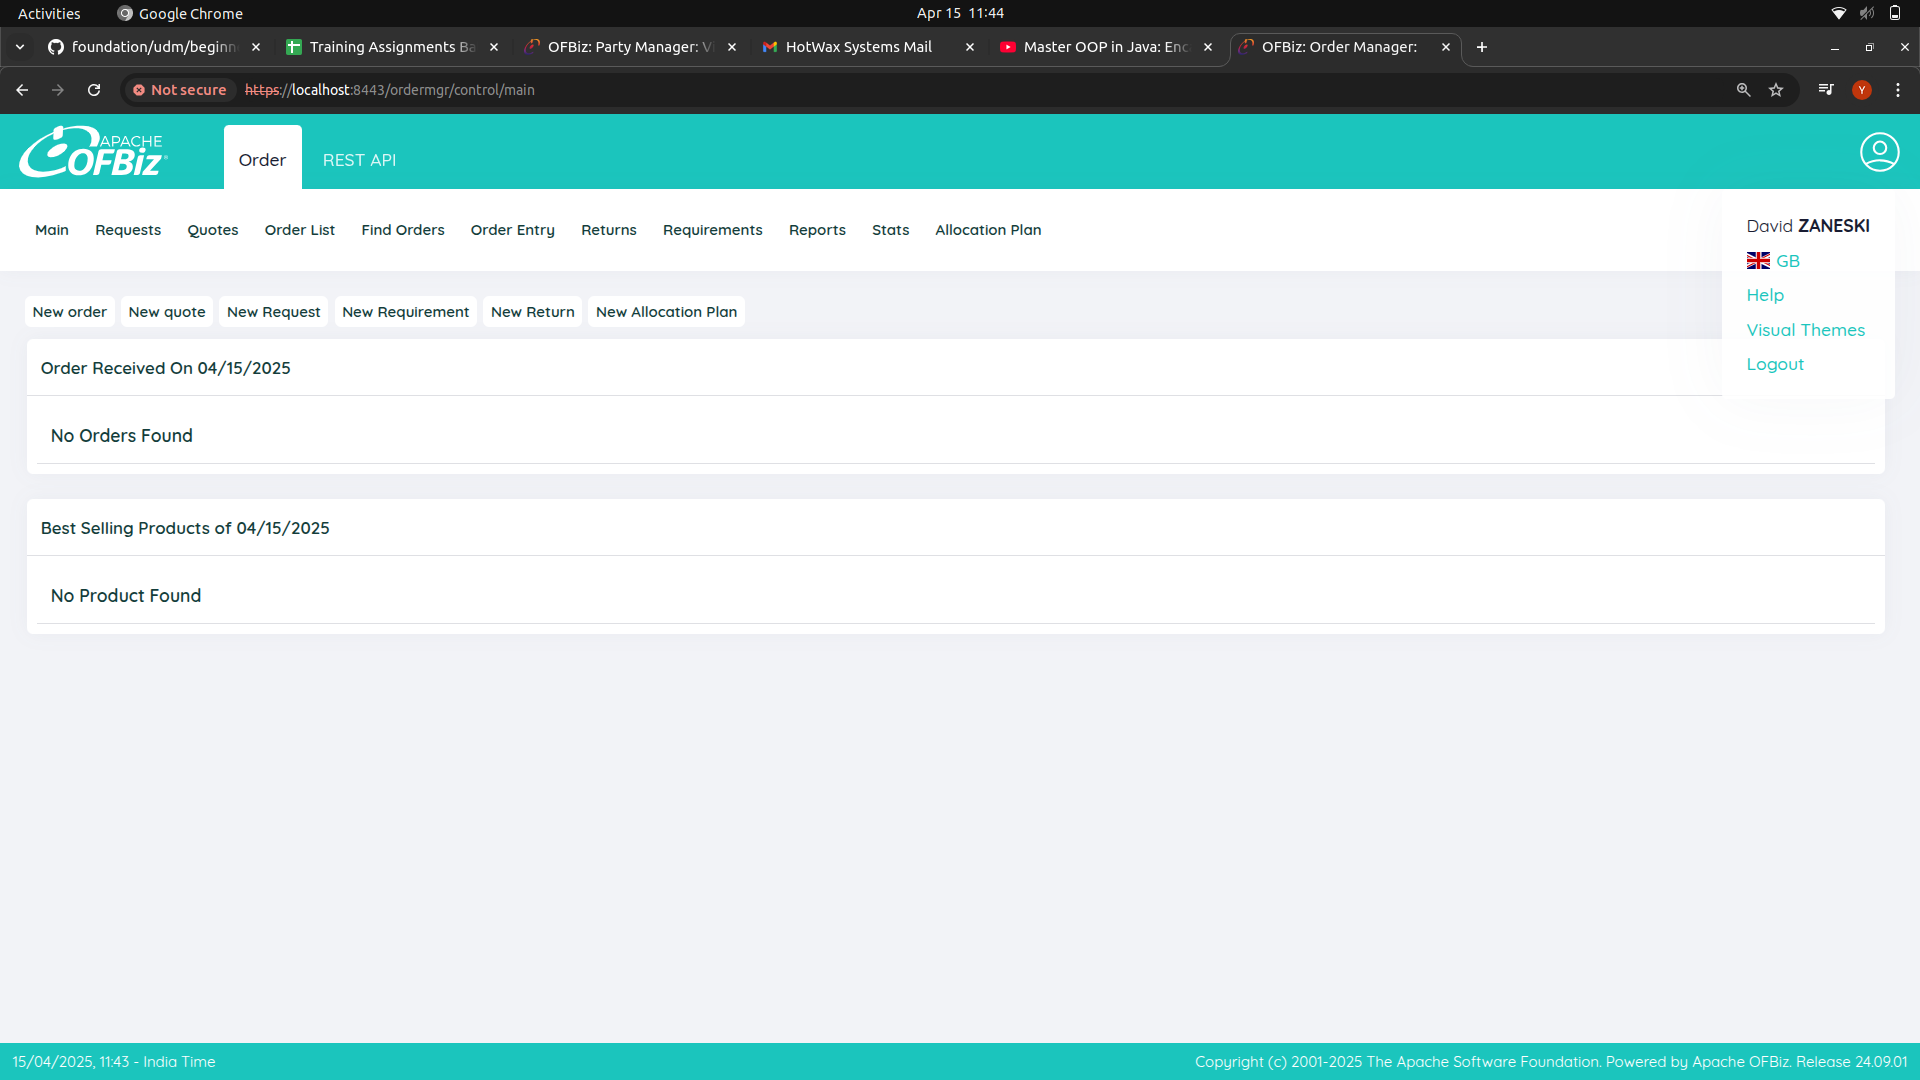 Activities Google Chrome Apr 15 11:44
foundation/udm/beginn Training Assignments Ba OFBiz: Party Manager: Vi HotWax Systems Mail Master OOP in Java: Enc OFBiz: Order Manager:
Not secure https://localhost:8443/ordermgr/control/main Y
APACHE OFBiz Order REST API
Main Requests Quotes Order List Find Orders Order Entry Returns Requirements Reports Stats Allocation Plan
David ZANESKI
GB
Help
Visual Themes
Logout
New order New quote New Request New Requirement New Return New Allocation Plan
Order Received On 04/15/2025
No Orders Found
Best Selling Products of 04/15/2025
No Product Found
15/04/2025, 11:43 - India Time Copyright (c) 2001-2025 The Apache Software Foundation. Powered by Apache OFBiz. Release 24.09.01